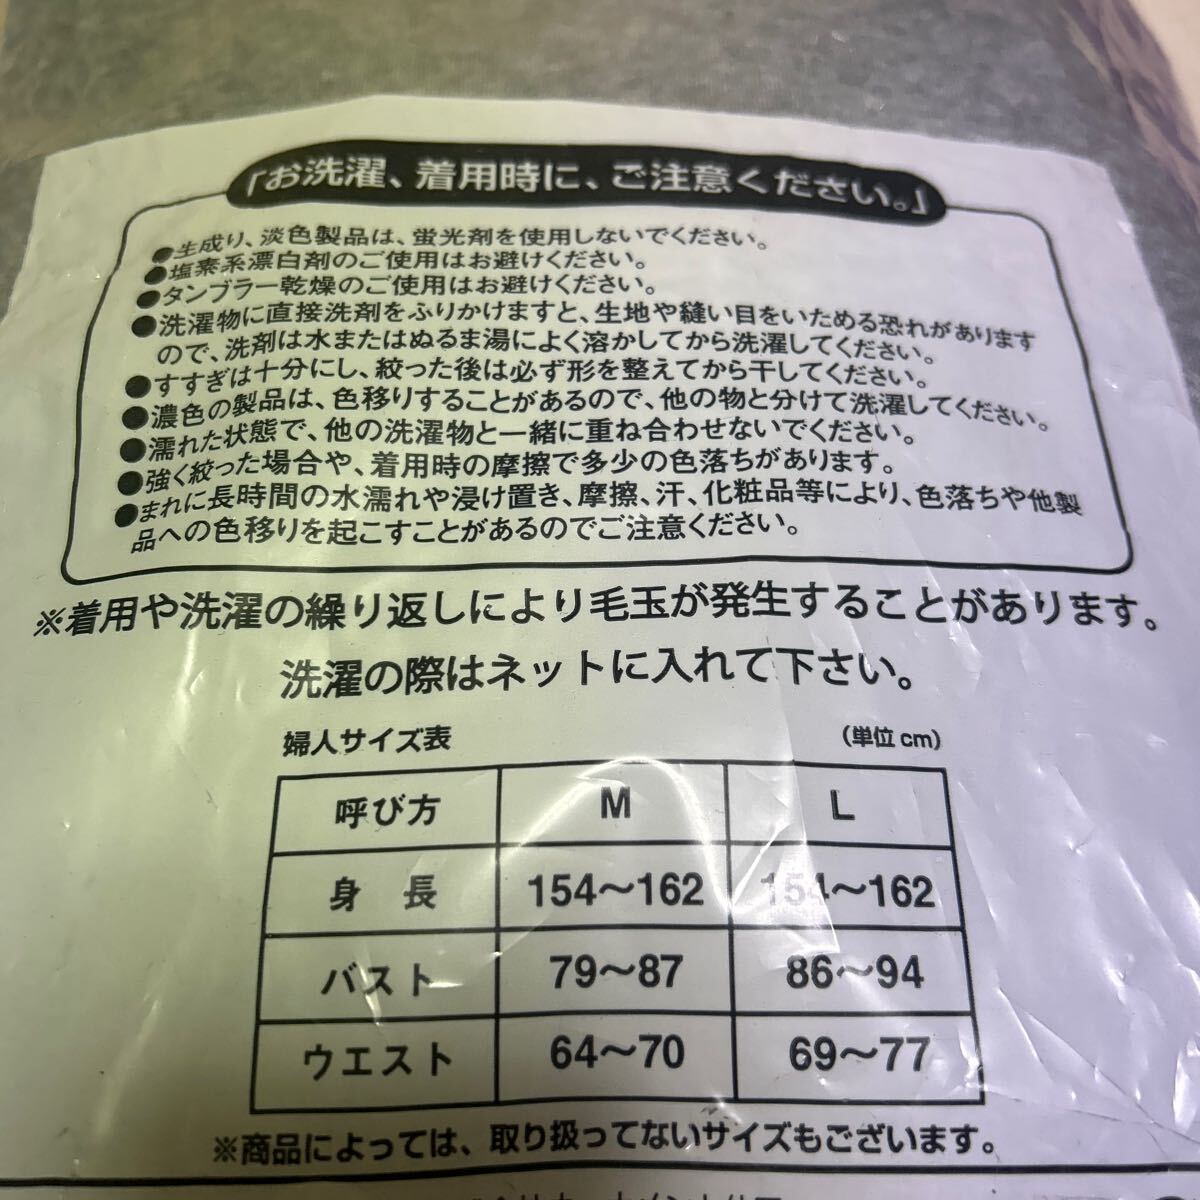 「お洗濯、着用時に、ご注意ください。」
●生成り、淡色製品は、蛍光剤を使用しないでください。
●塩素系漂白剤のご使用はお避けください。
●タンブラー乾燥のご使用はお避けください。
●洗濯物に直接洗剤をふりかけますと、生地や縫い目をいためる恐れがあります
ので、洗剤は水またはぬるま湯によく溶かしてから洗濯してください。
●すすぎは十分にし、絞った後は必ず形を整えてから干してください。
●濃色の製品は、色移りすることがあるので、他の物と分けて洗濯してください。
●濡れた状態で、他の洗濯物と一緒に重ね合わせないでください。
●強く絞った場合や、着用時の摩擦で多少の色落ちがあります。
●まれに長時間の水濡れや浸け置き、摩擦、汗、化粧品等により、色落ちや他製
品への色移りを起こすことがあるのでご注意ください。
※着用や洗濯の繰り返しにより毛玉が発生することがあります。
洗濯の際はネットに入れて下さい。
婦人サイズ表 (単位cm)
呼び方 M L
身長 154〜162 154〜162
バスト 79〜87 86〜94
ウエスト 64〜70 69〜77
※商品によっては、取り扱ってないサイズもございます。